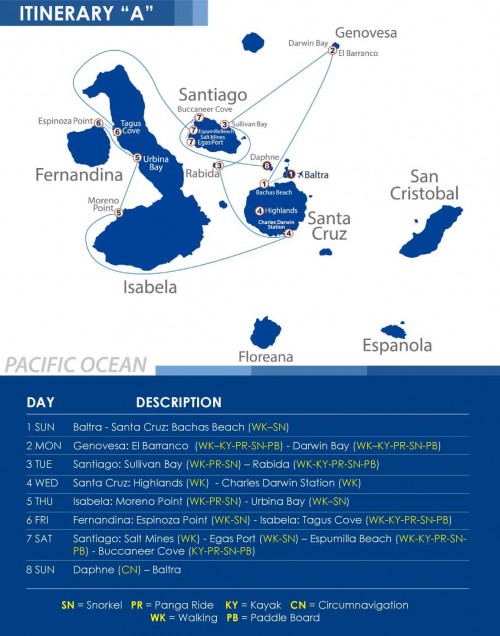 ITINERARY “A”
Genovesa
Darwin Bay 2
El Barranco
Santiago
Buccaneer Cove
7
3 Sullivan Bay
Espumilla Beach
7 Salt Mines
7 Egas Port
Espinoza Point 6
6 Tagus
Cove
Daphne
8
5 Urbina
Bay
Rabida 3
1 Baltra
Fernandina
1
Bachas Beach
San
Cristobal
Moreno
Point 5
4 Highlands
Charles Darwin
Station 4
Santa
Cruz
Isabela
Floreana
Espanola
PACIFIC OCEAN
DAY DESCRIPTION
1 SUN Baltra - Santa Cruz: Bachas Beach (WK–SN)
2 MON Genovesa: El Barranco (WK–KY-PR-SN-PB) - Darwin Bay (WK–KY-PR-SN-PB)
3 TUE Santiago: Sullivan Bay (WK-PR-SN) – Rabida (WK-KY-PR-SN-PB)
4 WED Santa Cruz: Highlands (WK) - Charles Darwin Station (WK)
5 THU Isabela: Moreno Point (WK-PR-SN) - Urbina Bay (WK–SN)
6 FRI Fernandina: Espinoza Point (WK-SN) - Isabela: Tagus Cove (WK-KY-PR-SN-PB)
7 SAT Santiago: Salt Mines (WK) - Egas Port (WK-SN) – Espumilla Beach (WK-KY-PR-SN-
PB) - Buccaneer Cove (KY-PR-SN-PB)
8 SUN Daphne (CN) – Baltra
SN = Snorkel PR = Panga Ride KY = Kayak CN = Circumnavigation
WK = Walking PB = Paddle Board